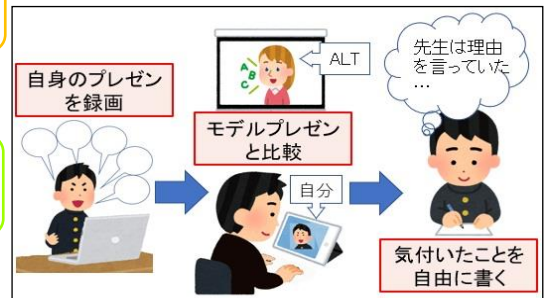 自身のプレゼン
を録画
ABC
ALT
モデルプレゼン
と比較
自分
先生は理由
を言っていた
…
気付いたことを
自由に書く